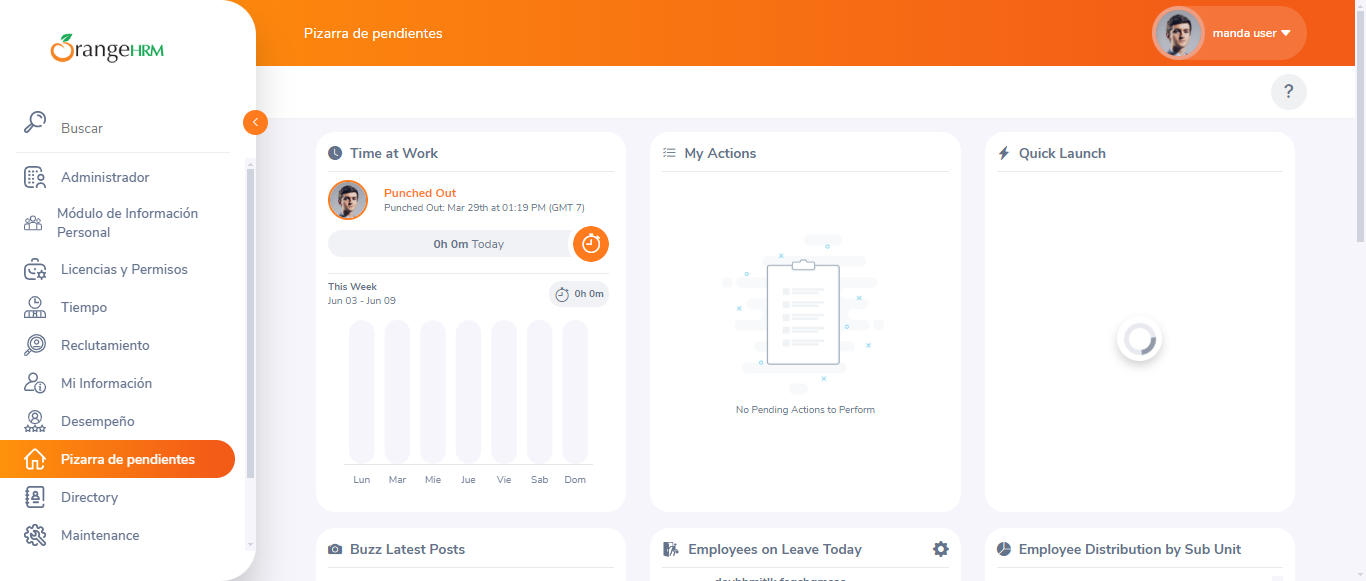 OrangeHRM
Pizarra de pendientes
manda user
?
Buscar
Administrador
Módulo de Información
Personal
Licencias y Permisos
Tiempo
Reclutamiento
Mi Información
Desempeño
Pizarra de pendientes
Directory
Maintenance
Time at Work
Punched Out
Punched Out: Mar 29th at 01:19 PM (GMT 7)
0h 0m Today
This Week
Jun 03 - Jun 09
0h 0m
Lun Mar Mie Jue Vie Sab Dom
My Actions
No Pending Actions to Perform
Quick Launch
Buzz Latest Posts
Employees on Leave Today
Employee Distribution by Sub Unit